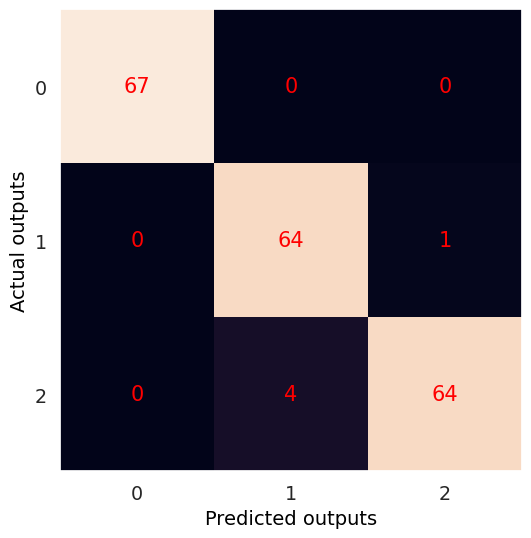 0 67 0 0
1 0 64 1
2 0 4 64
0 1 2
Actual outputs
Predicted outputs